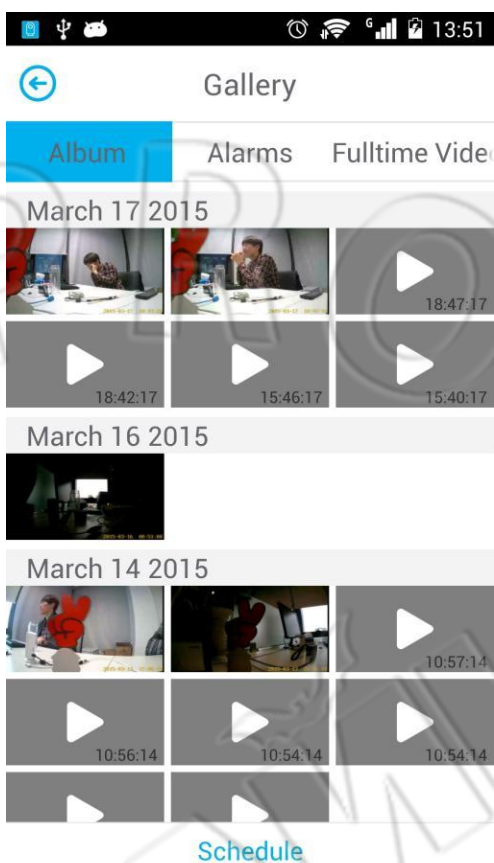 13:51
Gallery
Album Alarms Fulltime Vide
March 17 2015
18:47:17
18:42:17 15:46:17 15:40:17
March 16 2015
March 14 2015
10:57:14
10:56:14 10:54:14 10:54:14
Schedule